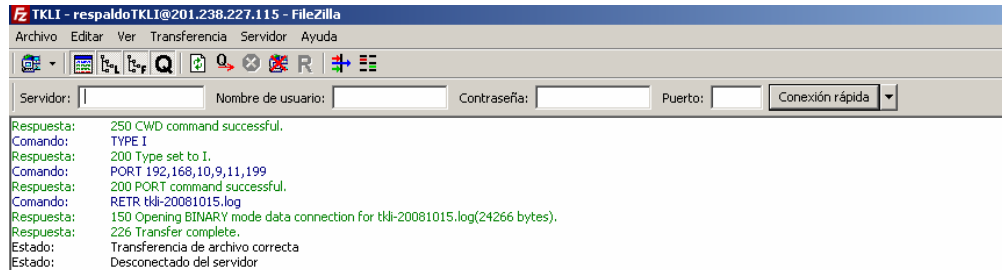 TKLI - respaldoTKLI@201.238.227.115 - FileZilla
Archivo Editar Ver Transferencia Servidor Ayuda
Servidor: Nombre de usuario: Contraseña: Puerto: Conexión rápida
Respuesta: 250 CWD command successful.
Comando: TYPE I
Respuesta: 200 Type set to I.
Comando: PORT 192,168,10,9,11,199
Respuesta: 200 PORT command successful.
Comando: RETR tkli-20081015.log
Respuesta: 150 Opening BINARY mode data connection for tkli-20081015.log(24266 bytes).
Respuesta: 226 Transfer complete.
Estado: Transferencia de archivo correcta
Estado: Desconectado del servidor